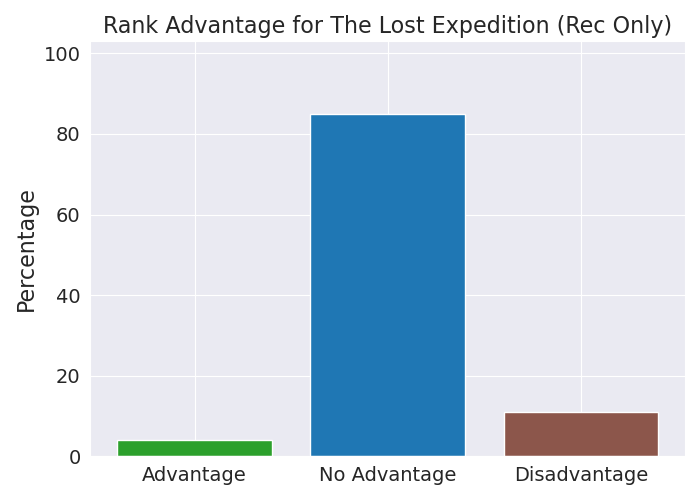 Rank Advantage for The Lost Expedition (Rec Only)
100
80
60
40
20
0
Percentage
Advantage
No Advantage
Disadvantage